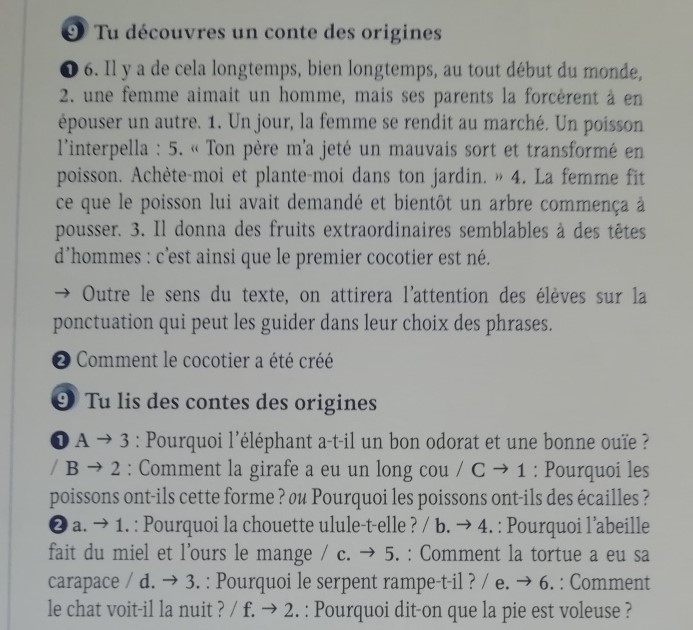 9 Tu découvres un conte des origines
1 6. Il y a de cela longtemps, bien longtemps, au tout début du monde,
2. une femme aimait un homme, mais ses parents la forcèrent à en
épouser un autre. 1. Un jour, la femme se rendit au marché. Un poisson
l'interpella : 5. « Ton père m'a jeté un mauvais sort et transformé en
poisson. Achète-moi et plante-moi dans ton jardin. » 4. La femme fit
ce que le poisson lui avait demandé et bientôt un arbre commença à
pousser. 3. Il donna des fruits extraordinaires semblables à des têtes
d'hommes : c'est ainsi que le premier cocotier est né.
→ Outre le sens du texte, on attirera l'attention des élèves sur la
ponctuation qui peut les guider dans leur choix des phrases.
2 Comment le cocotier a été créé
9 Tu lis des contes des origines
1 A → 3 : Pourquoi l'éléphant a-t-il un bon odorat et une bonne ouïe ?
/ B → 2 : Comment la girafe a eu un long cou / C → 1 : Pourquoi les
poissons ont-ils cette forme ? ou Pourquoi les poissons ont-ils des écailles ?
2 a. → 1. : Pourquoi la chouette ulule-t-elle ? / b. → 4. : Pourquoi l'abeille
fait du miel et l'ours le mange / c. → 5. : Comment la tortue a eu sa
carapace / d. → 3. : Pourquoi le serpent rampe-t-il ? / e. → 6. : Comment
le chat voit-il la nuit ? / f. → 2. : Pourquoi dit-on que la pie est voleuse ?